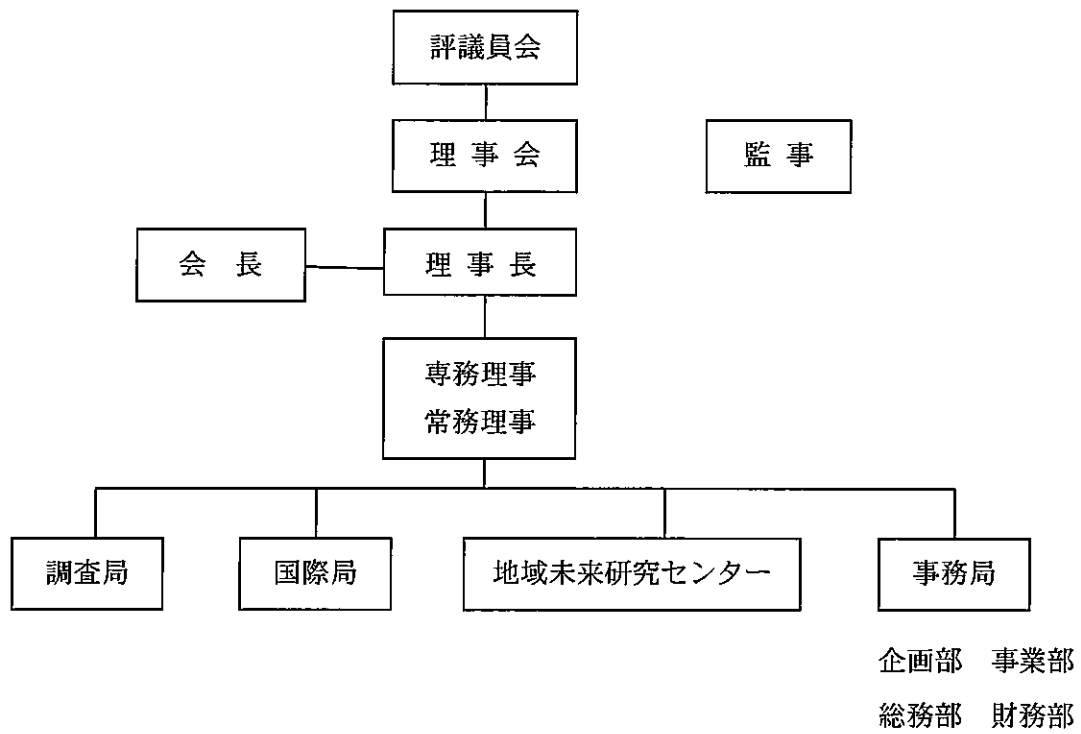 評議員会
理事会
監事
会長
理事長
専務理事
常務理事
調査局
国際局
地域未来研究センター
事務局
企画部 事業部
総務部 財務部